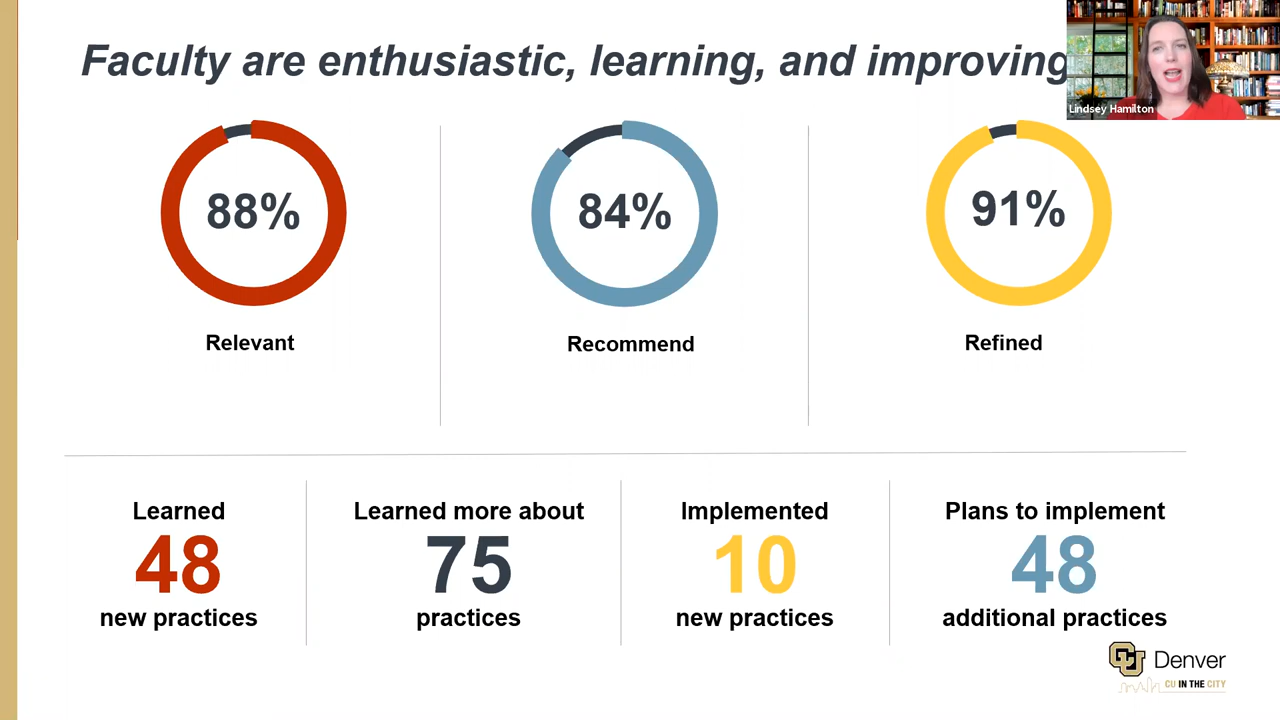 Faculty are enthusiastic, learning, and improving
Lindsey Hamilton
88%
84%
91%
Relevant
Recommend
Refined
Learned
48
new practices
Learned more about
75
practices
Implemented
10
new practices
Plans to implement
48
additional practices
CU Denver
CU IN THE CITY